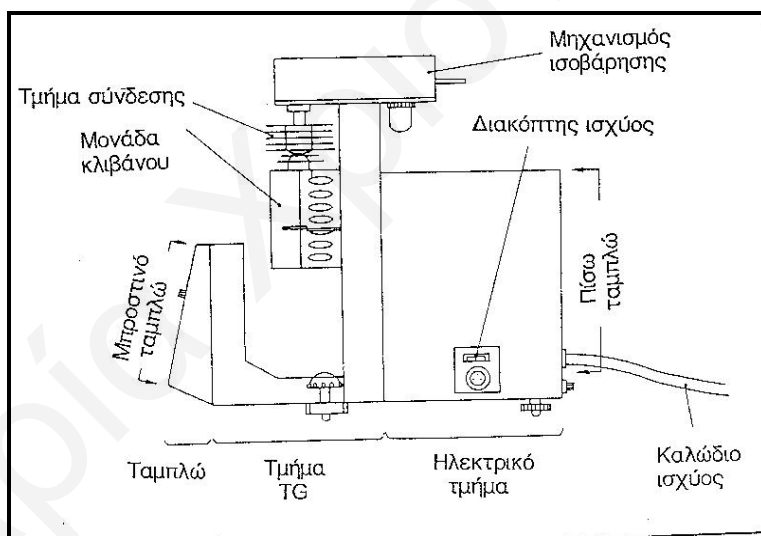 Μηχανισμός
ισοβάρησης
Τμήμα σύνδεσης
Διακόπτης ισχύος
Μονάδα
κλιβάνου
Μπροστινό
ταμπλώ
Πίσω
ταμπλώ
Ταμπλώ
Τμήμα
TG
Ηλεκτρικό
τμήμα
Καλώδιο
ισχύος